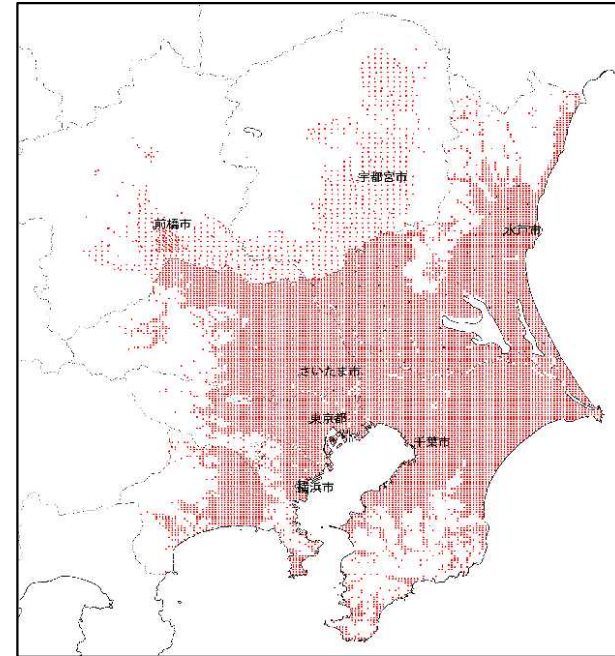 宇都宮市
前橋市
水戸市
さいたま市
東京都
千葉市
横浜市